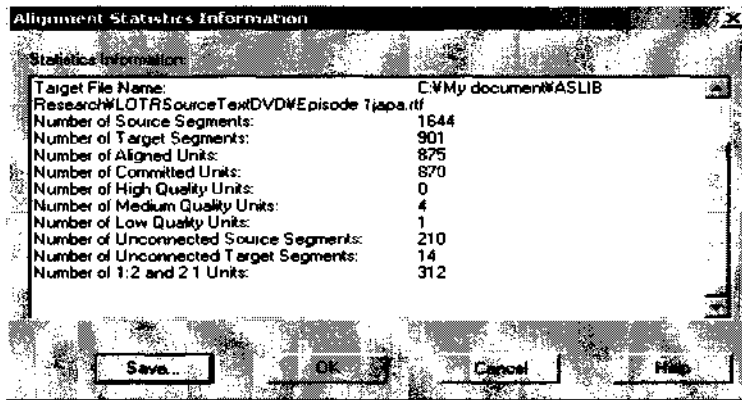 Alignment Statistics Information
Statistics Information:
Target File Name: C:¥My document¥ASLIB
Research¥LOTRSourceTextDVD¥Episode 1japa.rtf
Number of Source Segments: 1644
Number of Target Segments: 901
Number of Aligned Units: 875
Number of Committed Units: 870
Number of High Quality Units: 0
Number of Medium Quality Units: 4
Number of Low Quality Units: 1
Number of Unconnected Source Segments: 210
Number of Unconnected Target Segments: 14
Number of 1:2 and 2:1 Units: 312
Save... OK Cancel Help